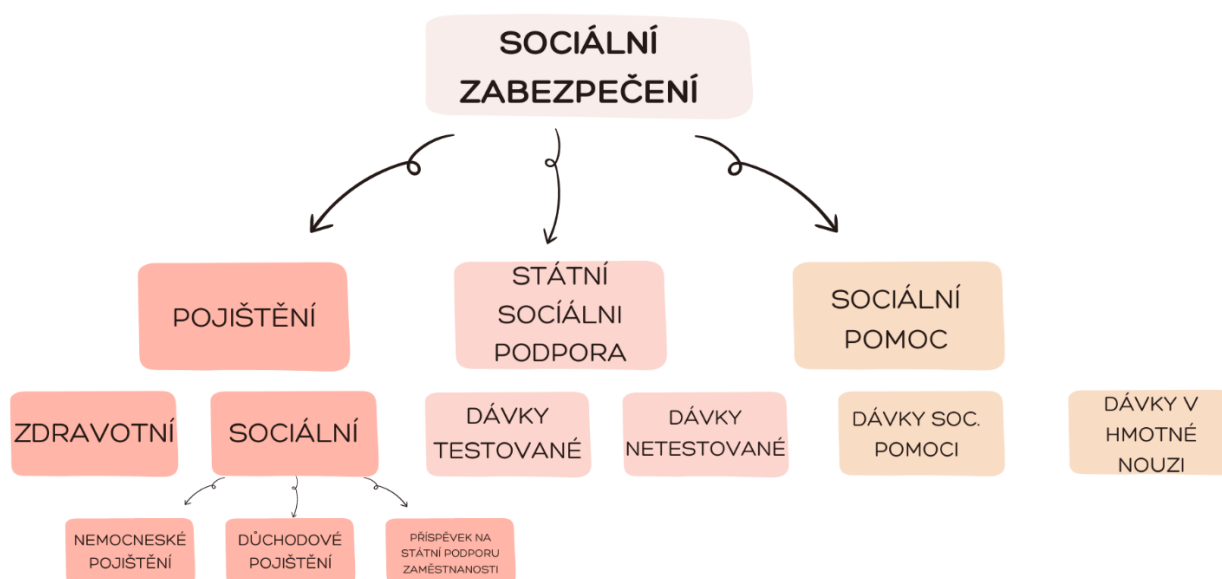 SOCIÁLNÍ
ZABEZPEČENÍ
POJIŠTĚNÍ
STÁTNÍ
SOCÍÁLNI
PODPORA
SOCIÁLNÍ
POMOC
ZDRAVOTNÍ
SOCIÁLNÍ
DÁVKY
TESTOVANÉ
DÁVKY
NETESTOVANÉ
DÁVKY SOC.
POMOCI
DÁVKY V
HMOTNÉ
NOUZI
NEMOCNESKÉ
POJIŠTĚNÍ
DŮCHODOVÉ
POJIŠTĚNÍ
PŘÍSPĚVEK NA
STÁTNÍ PODPORU
ZAMĚSTNANOSTI